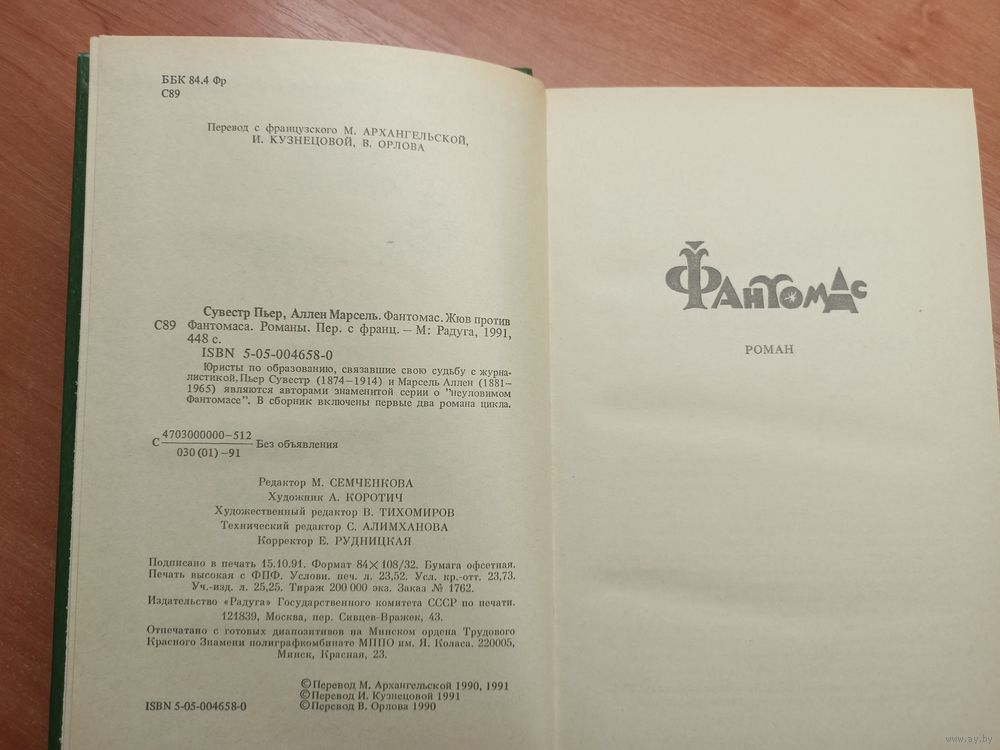 ББК 84.4 Фр
С89
Перевод с французского М. АРХАНГЕЛЬСКОЙ,
И. КУЗНЕЦОВОЙ, В. ОРЛОВА
Сувестр Пьер, Аллен Марсель. Фантомас. Жюв против
С89 Фантомаса. Романы. Пер. с франц. — М: Радуга, 1991,
448 с.
ISBN 5-05-004658-0
Юристы по образованию, связавшие свою судьбу с журна-
листикой, Пьер Сувестр (1874—1914) и Марсель Аллен (1881—
1965) являются авторами знаменитой серии о "неуловимом
Фантомасе". В сборник включены первые два романа цикла.
С 4703000000—512 Без объявления
030 (01) —91
Редактор М. СЕМЧЕНКОВА
Художник А. КОРОТИЧ
Художественный редактор В. ТИХОМИРОВ
Технический редактор С. АЛИМХАНОВА
Корректор Е. РУДНИЦКАЯ
Подписано в печать 15.10.91. Формат 84×108/32. Бумага офсетная.
Печать высокая с ФПФ. Условн. печ. л. 23,52. Усл. кр.-отт. 23,73.
Уч.-изд. л. 25,25. Тираж 200 000 экз. Заказ № 1762.
Издательство «Радуга» Государственного комитета СССР по печати.
121839, Москва, пер. Сивцев-Вражек, 43.
Отпечатано с готовых диапозитивов на Минском ордена Трудового
Красного Знамени полиграфкомбинате МППО им. Я. Коласа. 220005,
Минск, Красная, 23.
© Перевод М. Архангельской 1990, 1991
© Перевод И. Кузнецовой 1991
ISBN 5-05-004658-0 © Перевод В. Орлова 1990
ФАНТОМАС
РОМАН
www.ay.by